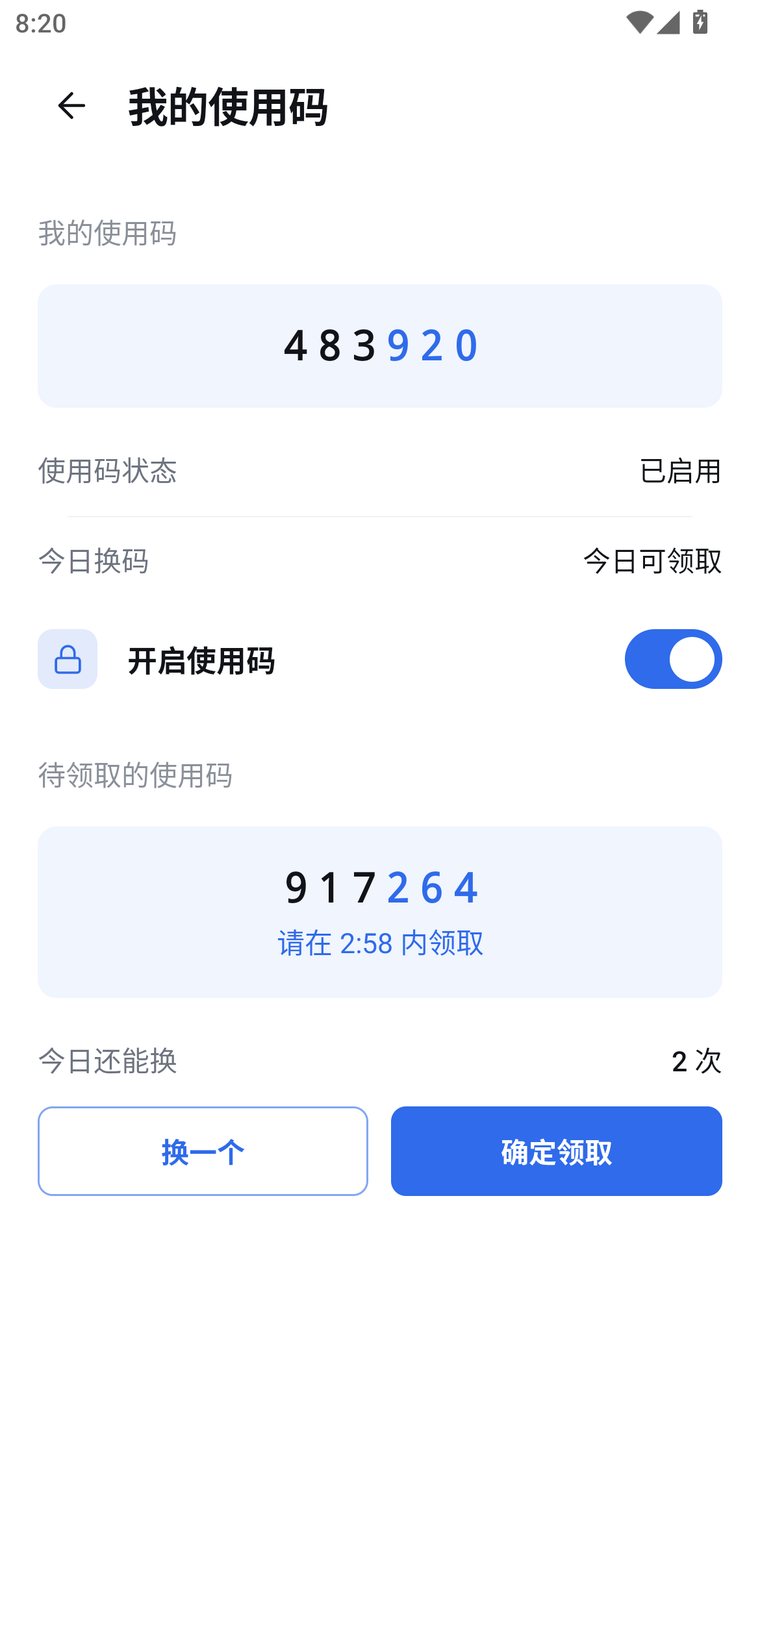 8:20
我的使用码
我的使用码
483920
使用码状态 已启用
今日换码 今日可领取
开启使用码
待领取的使用码
917264
请在 2:58 内领取
今日还能换 2 次
换一个 确定领取